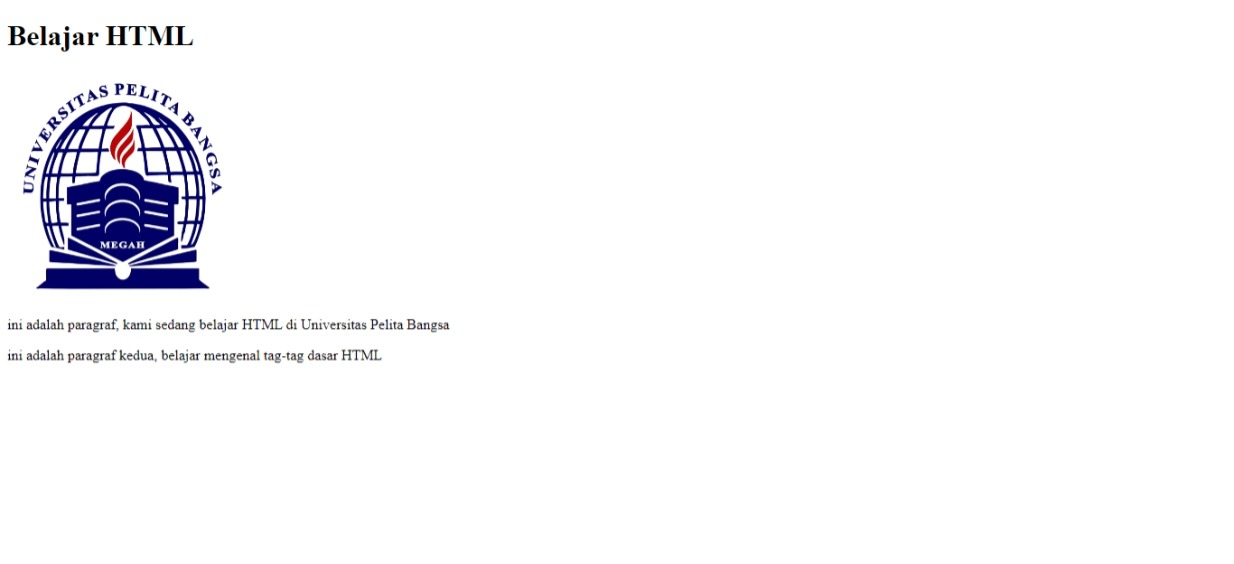 Belajar HTML
UNIVERSITAS PELITA BANGSA
MEGAH
ini adalah paragraf, kami sedang belajar HTML di Universitas Pelita Bangsa
ini adalah paragraf kedua, belajar mengenal tag-tag dasar HTML